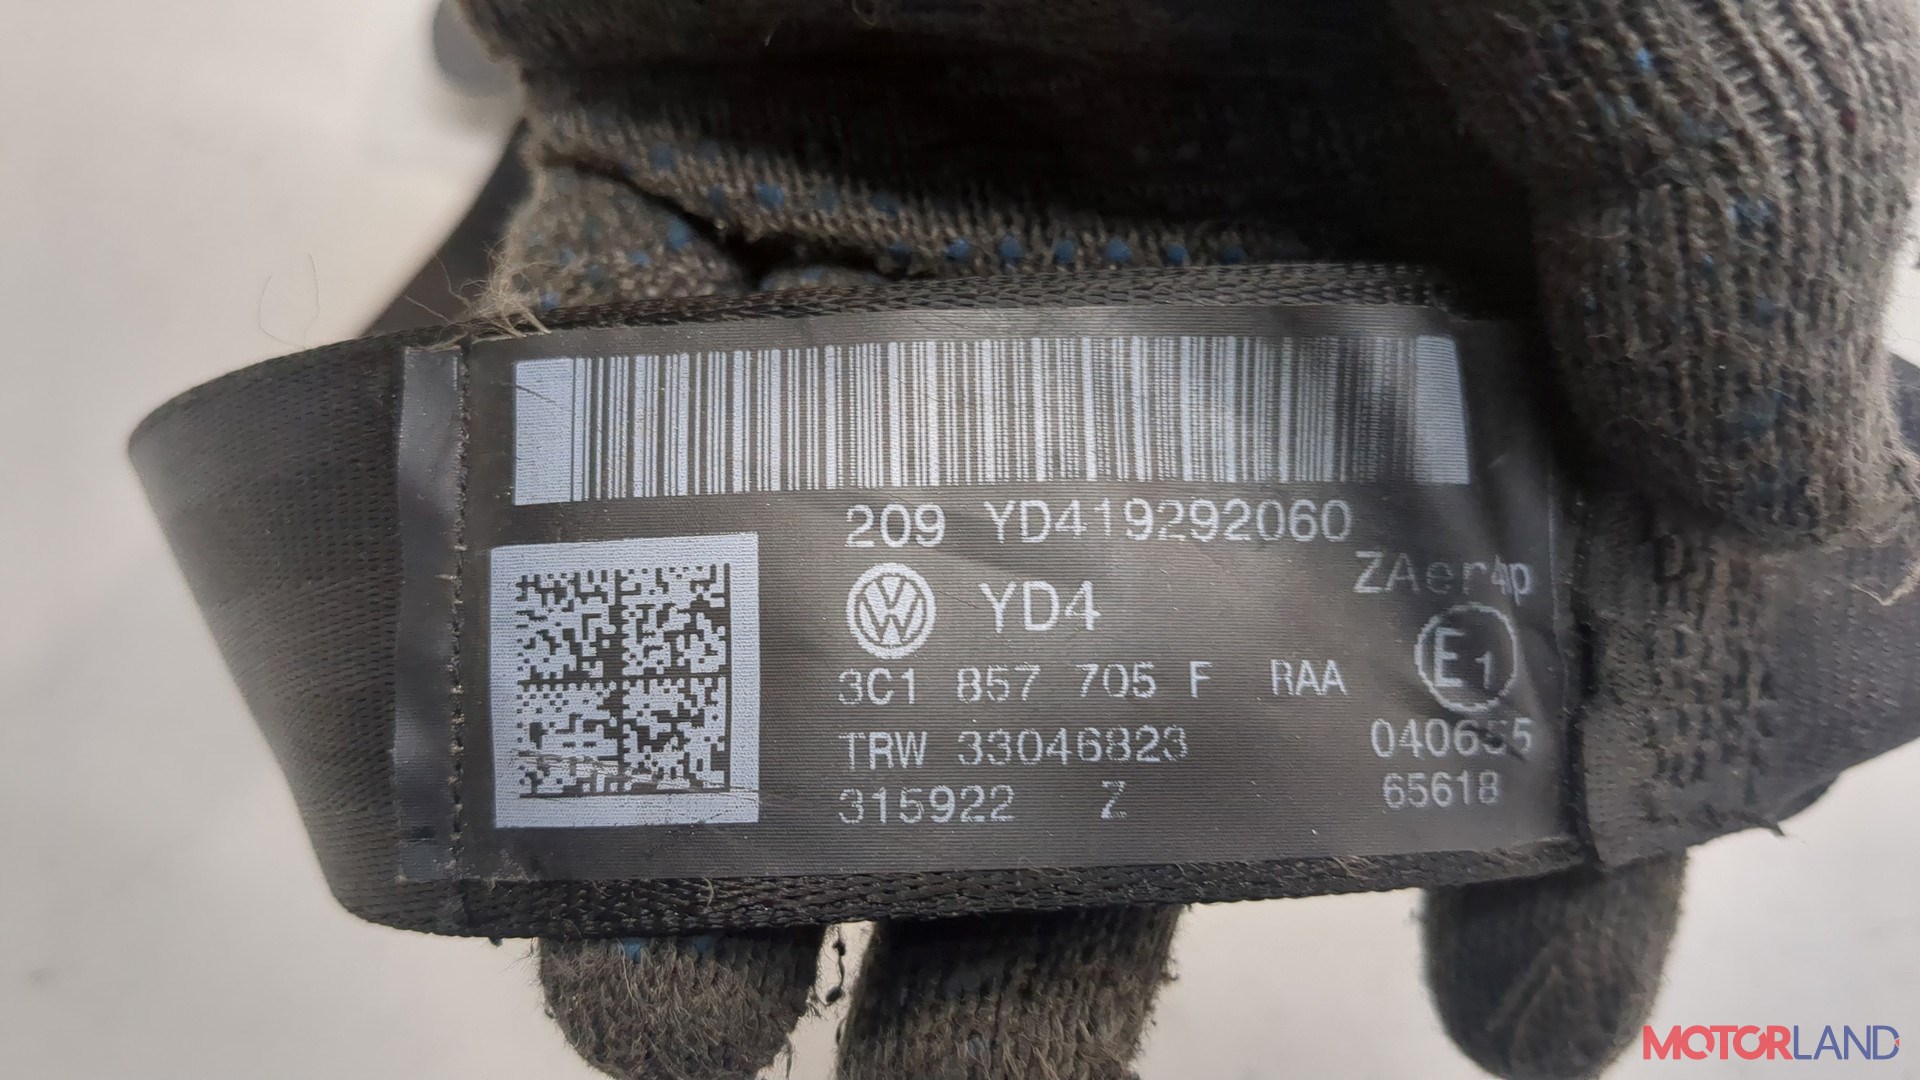 209 YD419292060
ZAer4p
YD4
E1
3C1 857 705 F RAA
TRW 33046823
040655
315922 Z
65618
MOTORLAND